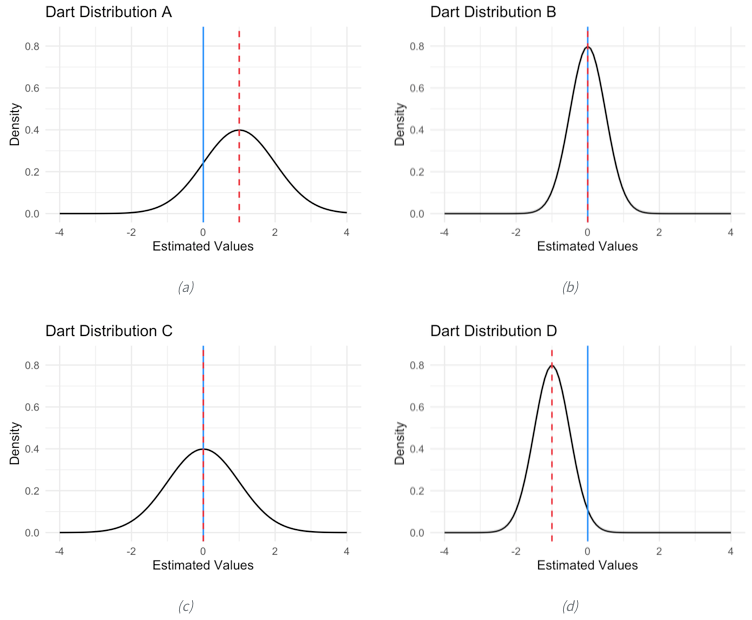 Dart Distribution A
Density
0.8
0.6
0.4
0.2
0.0
-4 -2 0 2 4
Estimated Values
(a)
Dart Distribution B
Density
0.8
0.6
0.4
0.2
0.0
-4 -2 0 2 4
Estimated Values
(b)
Dart Distribution C
Density
0.8
0.6
0.4
0.2
0.0
-4 -2 0 2 4
Estimated Values
(c)
Dart Distribution D
Density
0.8
0.6
0.4
0.2
0.0
-4 -2 0 2 4
Estimated Values
(d)